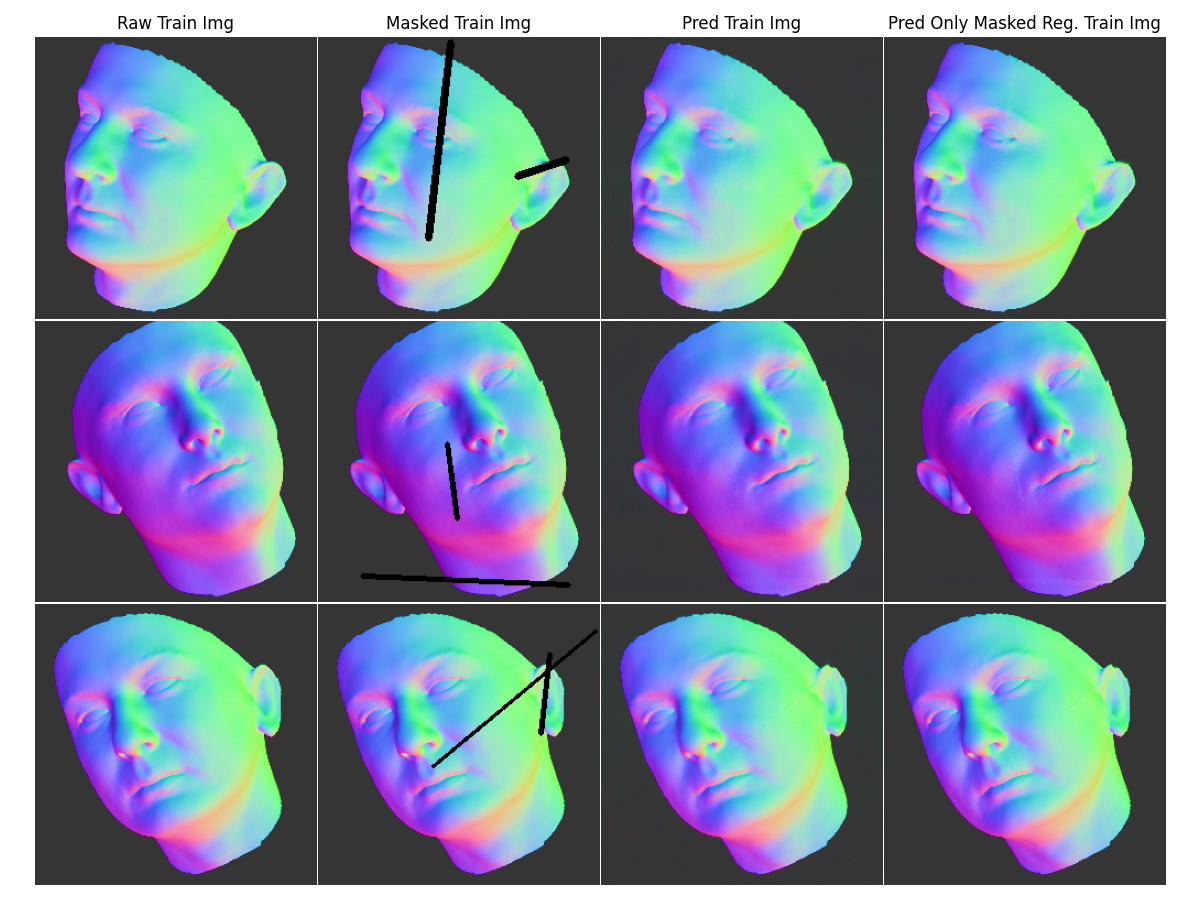 Raw Train Img
Masked Train Img
Pred Train Img
Pred Only Masked Reg. Train Img